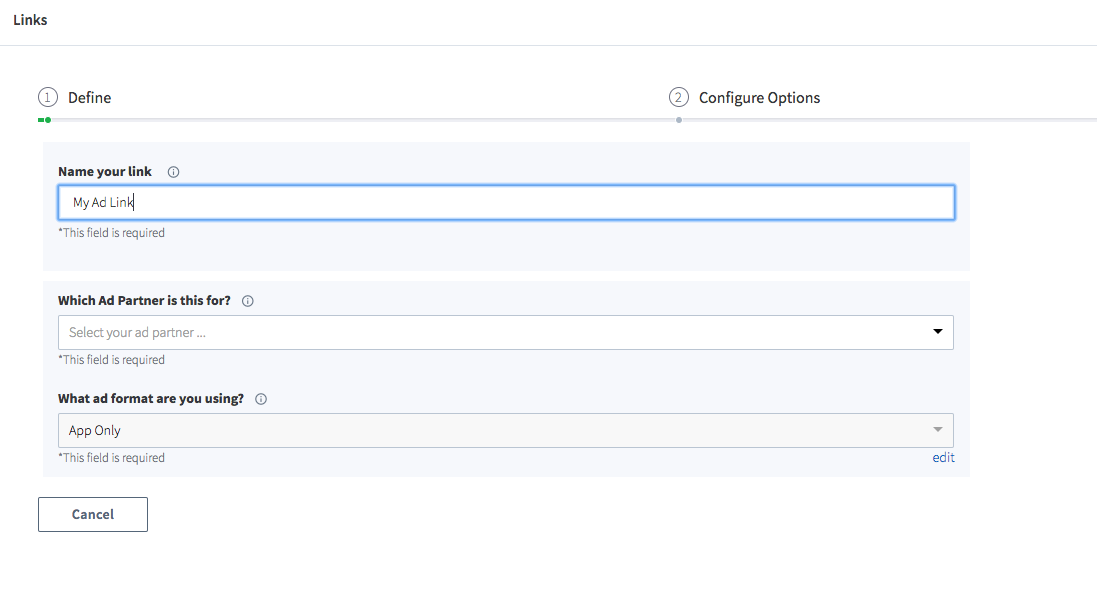 Links
1 Define
2 Configure Options
Name your link
My Ad Link
*This field is required
Which Ad Partner is this for?
Select your ad partner ...
*This field is required
What ad format are you using?
App Only
*This field is required
edit
Cancel